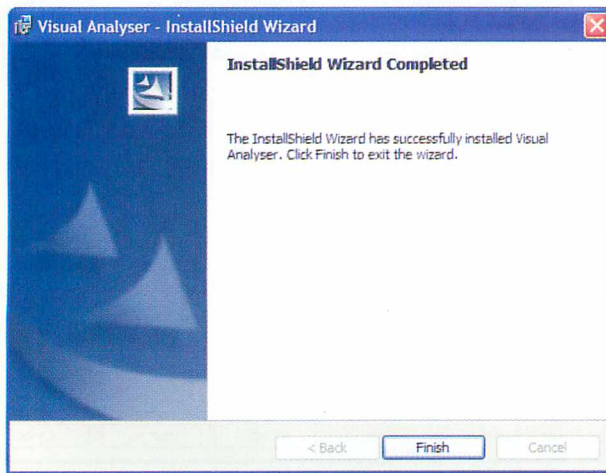 Visual Analyser - InstallShield Wizard
InstallShield Wizard Completed
The InstallShield Wizard has successfully installed Visual
Analyser. Click Finish to exit the wizard.
< Back
Finish
Cancel